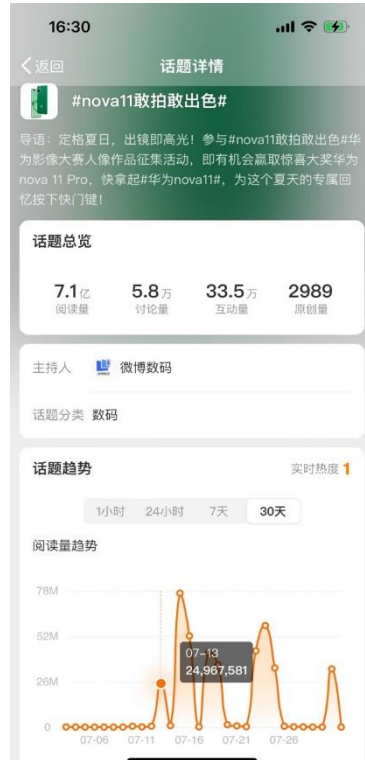 16:30
返回
话题详情
#nova11敢拍敢出色#
导语：定格夏日，出镜即高光！参与#nova11敢拍敢出色#华
为影像大赛人像作品征集活动，即有机会赢取惊喜大奖华为
nova 11 Pro，快拿起#华为nova11#，为这个夏天的专属回
忆按下快门键！
话题总览
7.1亿 5.8万 33.5万 2989
阅读量 讨论量 互动量 原创量
主持人 微博数码
话题分类 数码
话题趋势 实时热度 1
1小时 24小时 7天 30天
阅读量趋势
78M
52M
07-13
24,967,581
26M
0
07-06 07-11 07-16 07-21 07-26